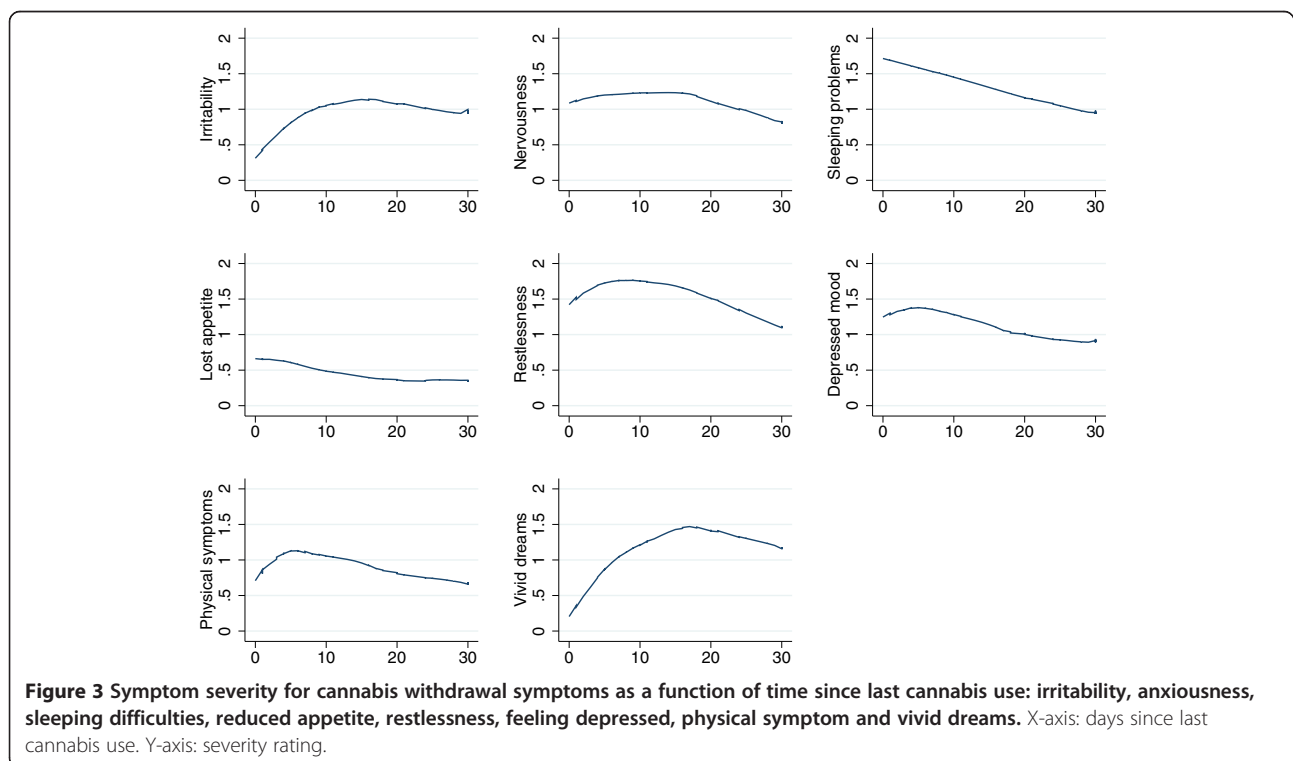 Irritability
0 .5 1 1.5 2
0 10 20 30
Nervousness
0 .5 1 1.5 2
0 10 20 30
Sleeping problems
0 .5 1 1.5 2
0 10 20 30
Lost appetite
0 .5 1 1.5 2
0 10 20 30
Restlessness
0 .5 1 1.5 2
0 10 20 30
Depressed mood
0 .5 1 1.5 2
0 10 20 30
Physical symptoms
0 .5 1 1.5 2
0 10 20 30
Vivid dreams
0 .5 1 1.5 2
0 10 20 30
Figure 3 Symptom severity for cannabis withdrawal symptoms as a function of time since last cannabis use: irritability, anxiousness,
sleeping difficulties, reduced appetite, restlessness, feeling depressed, physical symptom and vivid dreams. X-axis: days since last
cannabis use. Y-axis: severity rating.